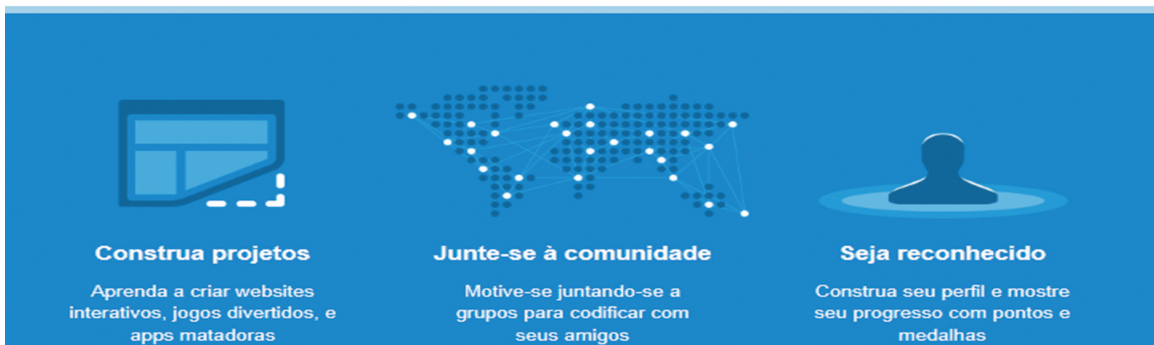 Construa projetos
Aprenda a criar websites
interativos, jogos divertidos, e
apps matadoras
Junte-se à comunidade
Motive-se juntando-se a
grupos para codificar com
seus amigos
Seja reconhecido
Construa seu perfil e mostre
seu progresso com pontos e
medalhas